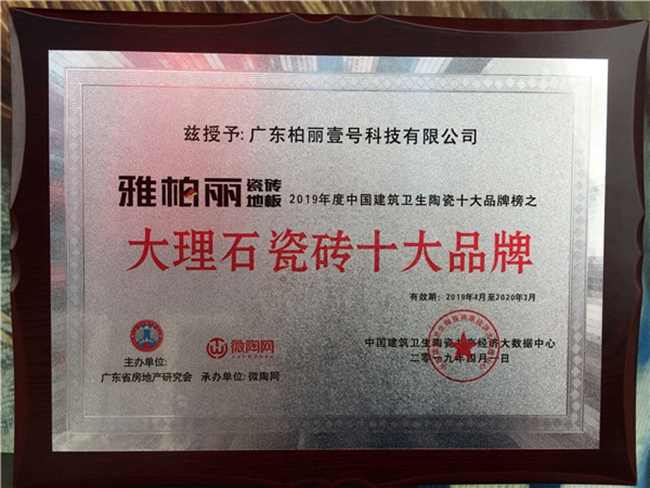 兹授予:广东柏丽壹号科技有限公司
雅柏丽 瓷砖 地板 2019年度中国建筑卫生陶瓷十大品牌榜之
大理石瓷砖十大品牌
有效期:2019年4月至2020年3月
微陶网
主办单位:
广东省房地产研究会 承办单位:微陶网
中国建筑卫生陶瓷 经济大数据中心
二零一九年四月一日